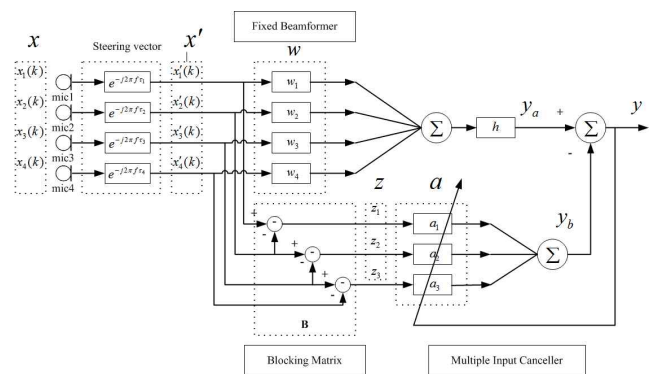 Fixed Beamformer
x Steering vector x′ w
x₁(k) mic1 e^{-j2πfτ₁} x′₁(k) w₁
x₂(k) mic2 e^{-j2πfτ₂} x′₂(k) w₂
x₃(k) mic3 e^{-j2πfτ₃} x′₃(k) w₃
x₄(k) mic4 e^{-j2πfτ₄} x′₄(k) w₄
Σ h yₐ + Σ y
-
z a
+ - - z₁ a₁
+ - - z₂ a₂
+ - - z₃ a₃
Σ y_b
B
Blocking Matrix Multiple Input Canceller